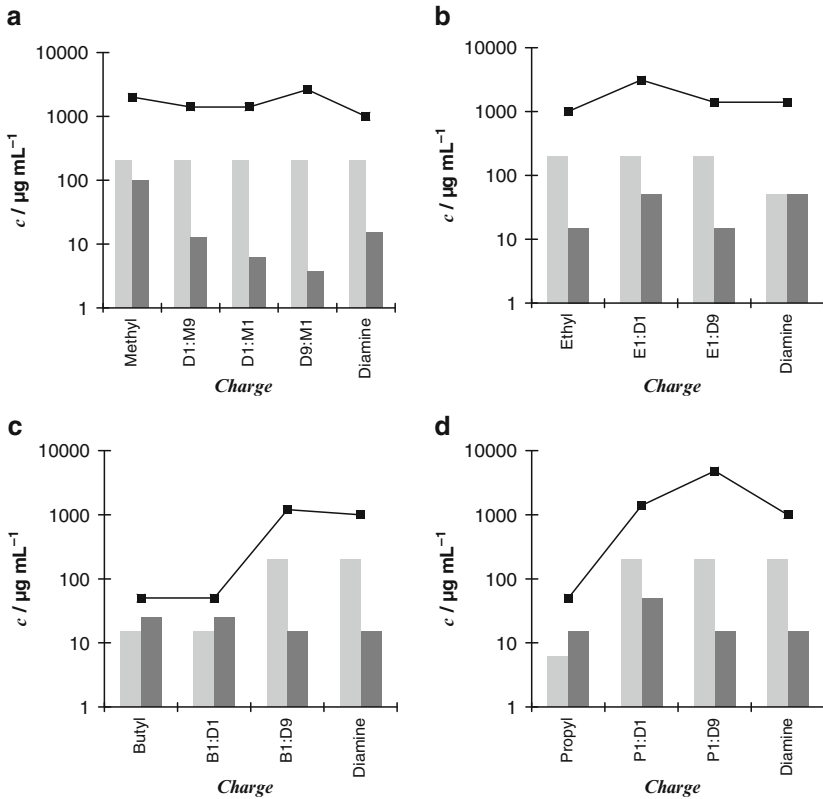 a
10000
1000
100
10
1
c / µg mL⁻¹
Methyl
D1:M9
D1:M1
D9:M1
Diamine
Charge
b
10000
1000
100
10
1
c / µg mL⁻¹
Ethyl
E1:D1
E1:D9
Diamine
Charge
c
10000
1000
100
10
1
c / µg mL⁻¹
Butyl
B1:D1
B1:D9
Diamine
Charge
d
10000
1000
100
10
1
c / µg mL⁻¹
Propyl
P1:D1
P1:D9
Diamine
Charge